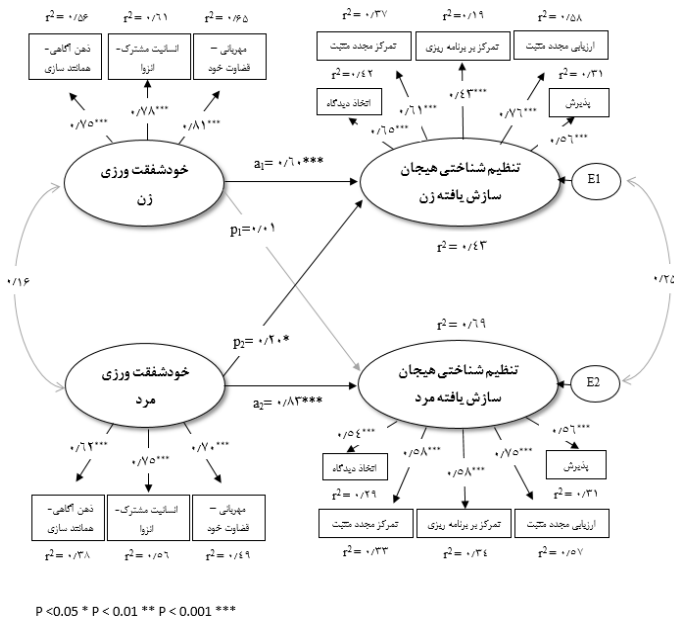 r² = ۰/۵۶ r² = ۰/۶۱ r² = ۰/۶۵
r² = ۰/۳۷ r² = ۰/۱۹ r² = ۰/۵۸
ذهن آگاهی-
همانند سازی
انسانیت مشترک-
انزوا
مهربانی –
قضاوت خود
تمرکز مجدد مثبت
تمرکز بر برنامه ریزی
ارزیابی مجدد مثبت
r² = ۰/۴۲
r² = ۰/۳۱
اتخاذ دیدگاه
پذیرش
۰/۷۵*** ۰/۷۸*** ۰/۸۱***
۰/۶۵*** ۰/۶۱*** ۰/۴۳*** ۰/۷۶*** ۰/۵۶***
خودشفقت ورزی
زن
a₁= ۰/۶۰***
تنظیم شناختی هیجان
سازش یافته زن
E1
p₁=۰/۰۱
r² = ۰/۴۳
۰/۱۶
۰/۲۵
p₂= ۰/۲۰*
r² = ۰/۶۹
خودشفقت ورزی
مرد
a₂= ۰/۸۳***
تنظیم شناختی هیجان
سازش یافته مرد
E2
۰/۶۲*** ۰/۷۵*** ۰/۷۰***
۰/۵۴*** ۰/۵۸*** ۰/۵۸*** ۰/۷۵*** ۰/۵۶***
اتخاذ دیدگاه
پذیرش
r² = ۰/۲۹
r² = ۰/۳۱
ذهن آگاهی-
همانند سازی
انسانیت مشترک-
انزوا
مهربانی –
قضاوت خود
تمرکز مجدد مثبت
تمرکز بر برنامه ریزی
ارزیابی مجدد مثبت
r² = ۰/۳۸ r² = ۰/۵۶ r² = ۰/۴۹
r² = ۰/۳۳ r² = ۰/۳۴ r² = ۰/۵۷
P <0.05 * P < 0.01 ** P < 0.001 ***